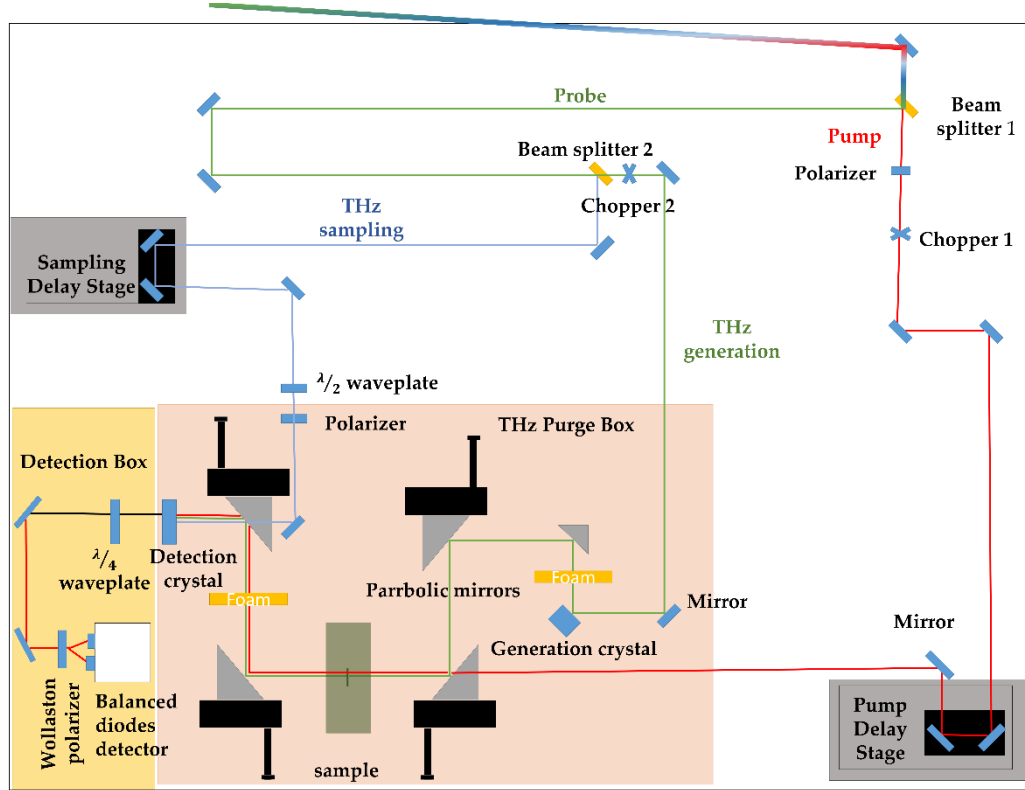 Probe
Beam
splitter 1
Pump
Beam splitter 2
Polarizer
Chopper 2
THz
sampling
Chopper 1
Sampling
Delay Stage
THz
generation
λ/2 waveplate
Polarizer
THz Purge Box
Detection Box
λ/4
waveplate
Detection
crystal
Foam
Parrbolic mirrors
Foam
Mirror
Generation crystal
Mirror
Wollaston
polarizer
Balanced
diodes
detector
sample
Pump
Delay
Stage